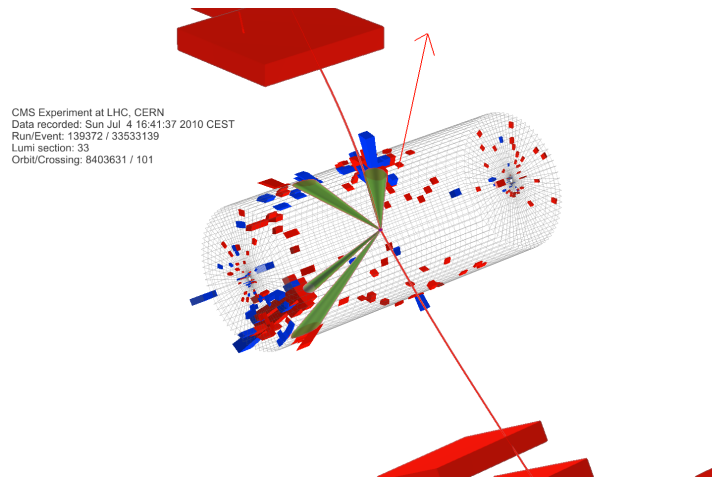 CMS Experiment at LHC, CERN
Data recorded: Sun Jul 4 16:41:37 2010 CEST
Run/Event: 139372 / 33533139
Lumi section: 33
Orbit/Crossing: 8403631 / 101